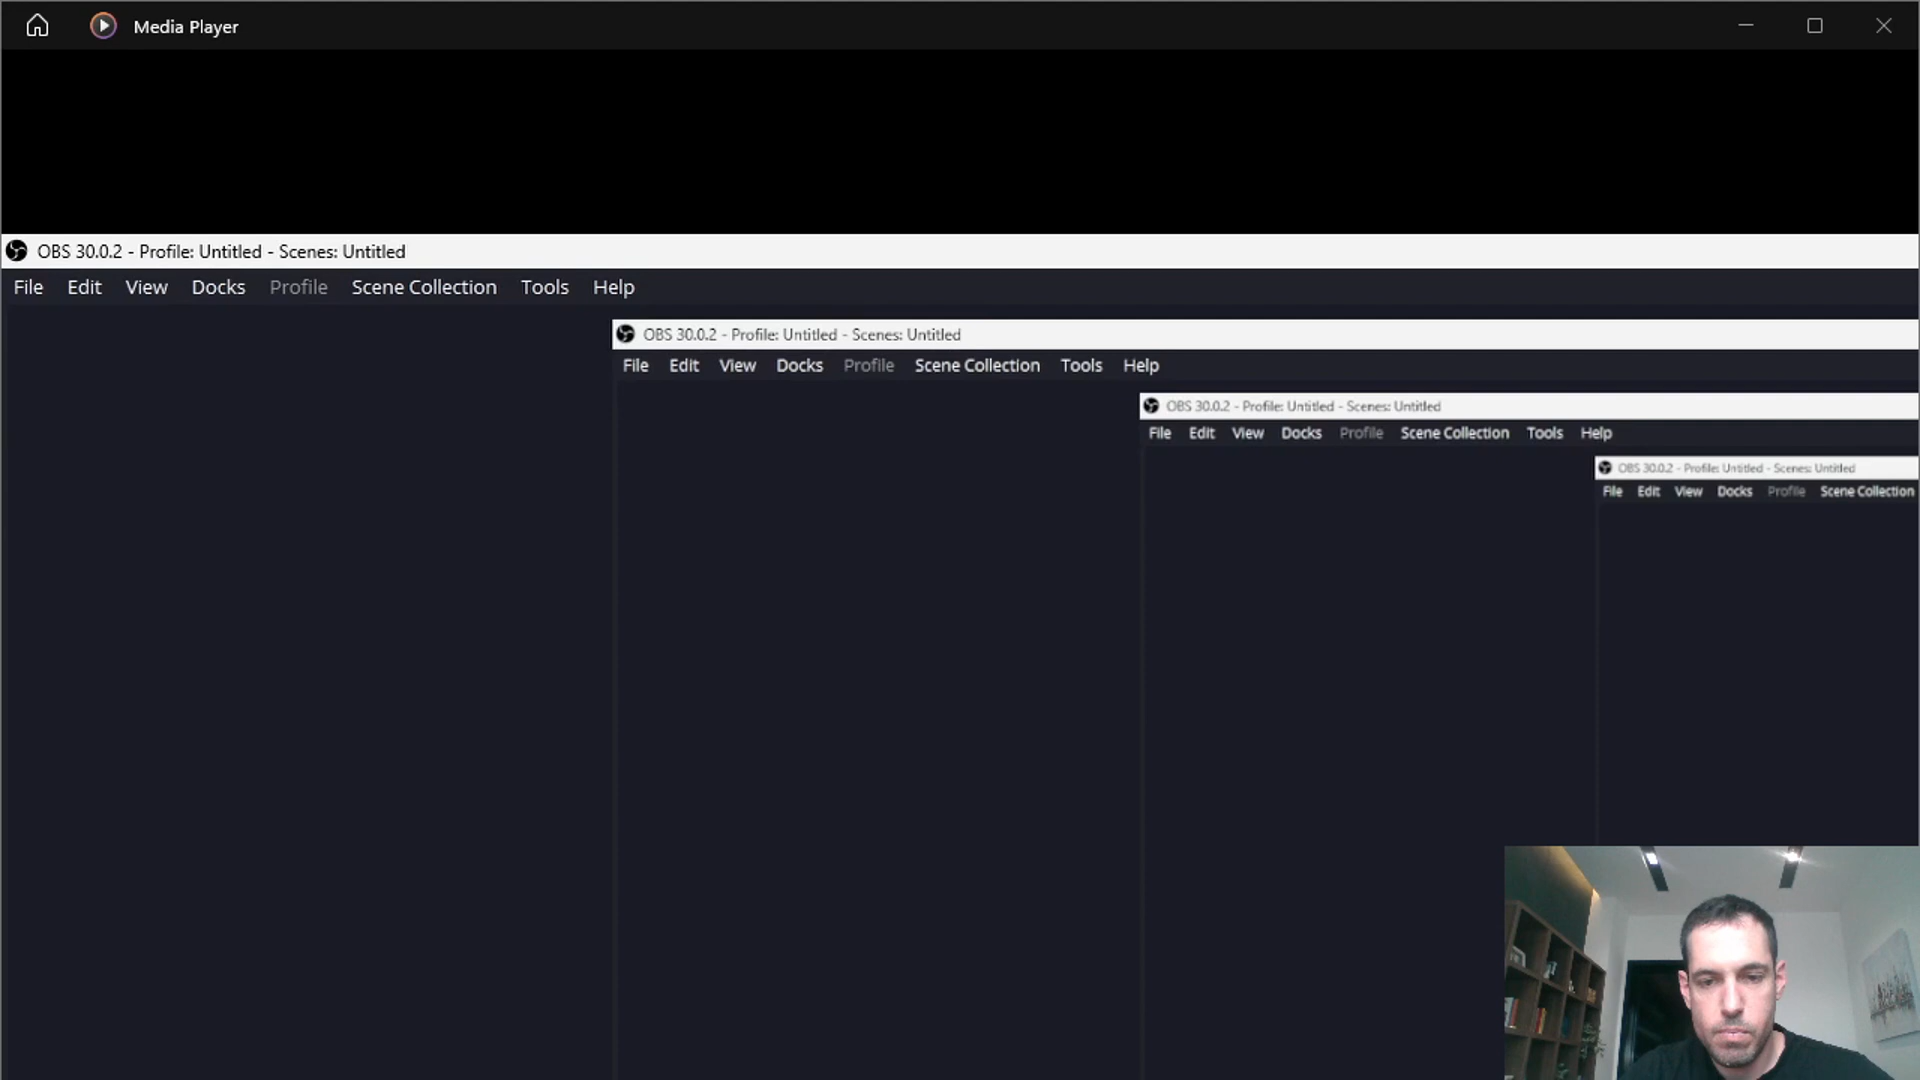 Media Player
OBS 30.0.2 - Profile: Untitled - Scenes: Untitled
File Edit View Docks Profile Scene Collection Tools Help
OBS 30.0.2 - Profile: Untitled - Scenes: Untitled
File Edit View Docks Profile Scene Collection Tools Help
OBS 30.0.2 - Profile: Untitled - Scenes: Untitled
File Edit View Docks Profile Scene Collection Tools Help
OBS 30.0.2 - Profile: Untitled - Scenes: Untitled
File Edit View Docks Profile Scene Collection